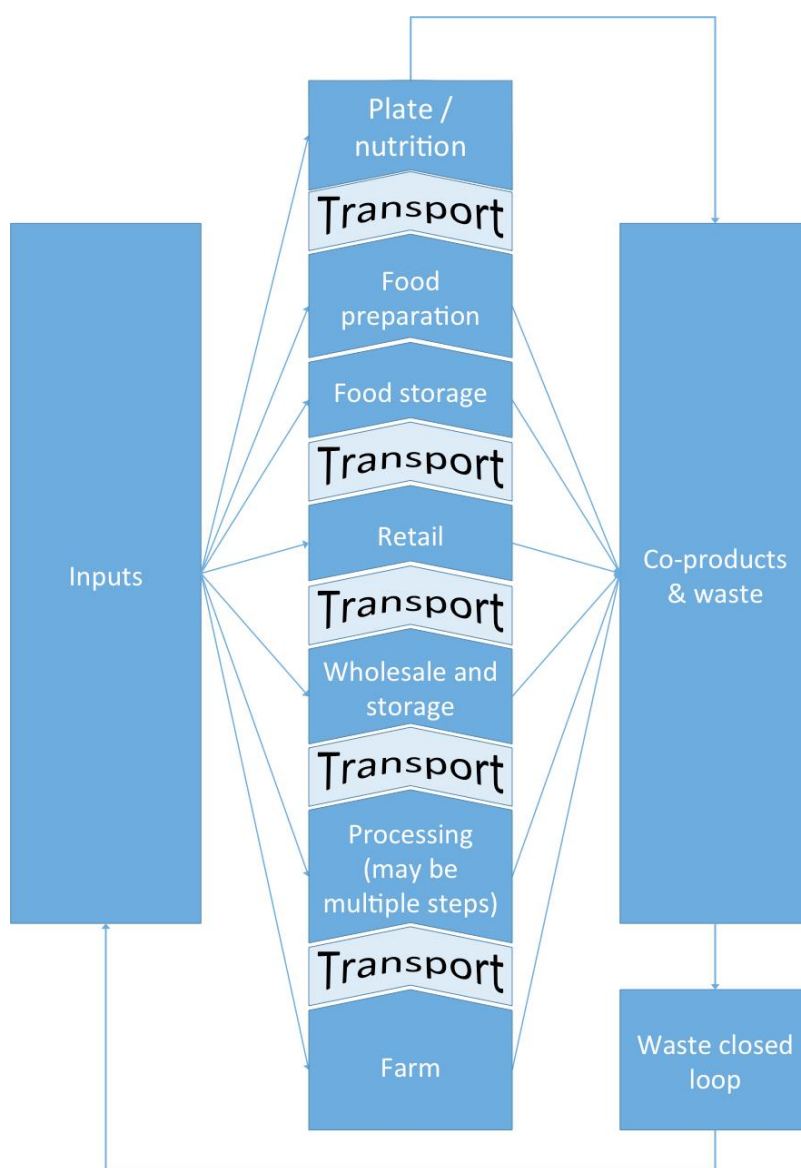 Plate /
nutrition
Transport
Food
preparation
Food storage
Transport
Retail
Inputs
Co-products
& waste
Transport
Wholesale and
storage
Transport
Processing
(may be
multiple steps)
Transport
Waste closed
loop
Farm